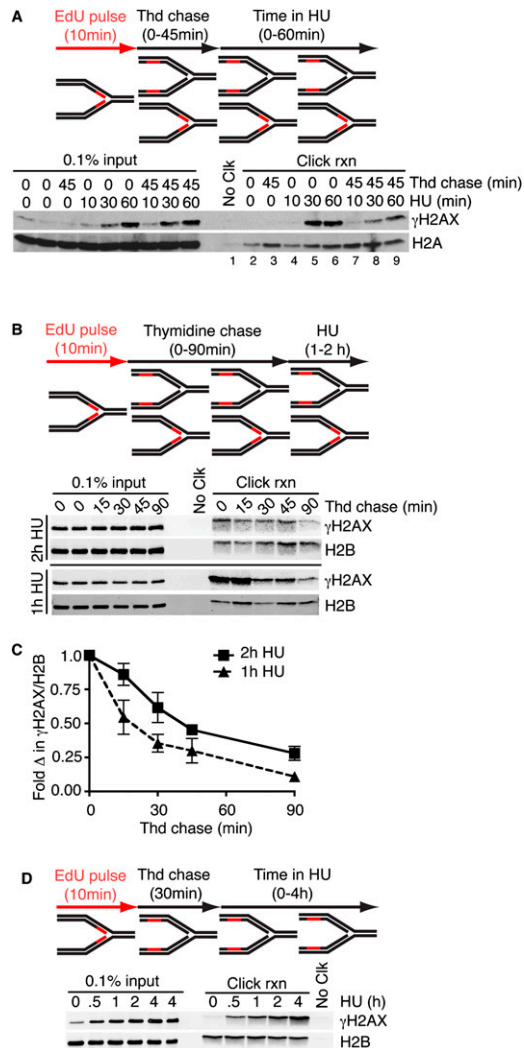 A
EdU pulse Thd chase Time in HU
(10min) (0-45min) (0-60min)
0.1% input No Clk Click rxn
0 0 45 0 0 0 45 45 45 0 45 0 0 0 45 45 45 Thd chase (min)
0 0 0 10 30 60 10 30 60 0 0 10 30 60 10 30 60 HU (min)
γH2AX
H2A
1 2 3 4 5 6 7 8 9
B
EdU pulse Thymidine chase HU
(10min) (0-90min) (1-2 h)
0.1% input No Clk Click rxn
0 0 15 30 45 90 0 15 30 45 90 Thd chase (min)
2h HU γH2AX
H2B
1h HU γH2AX
H2B
C
Fold Δ in γH2AX/H2B
1.0
0.75
0.50
0.25
0.00
2h HU
1h HU
0 30 60 90
Thd chase (min)
D
EdU pulse Thd chase Time in HU
(10min) (30min) (0-4h)
0.1% input Click rxn No Clk
0 .5 1 2 4 4 0 .5 1 2 4 HU (h)
γH2AX
H2B